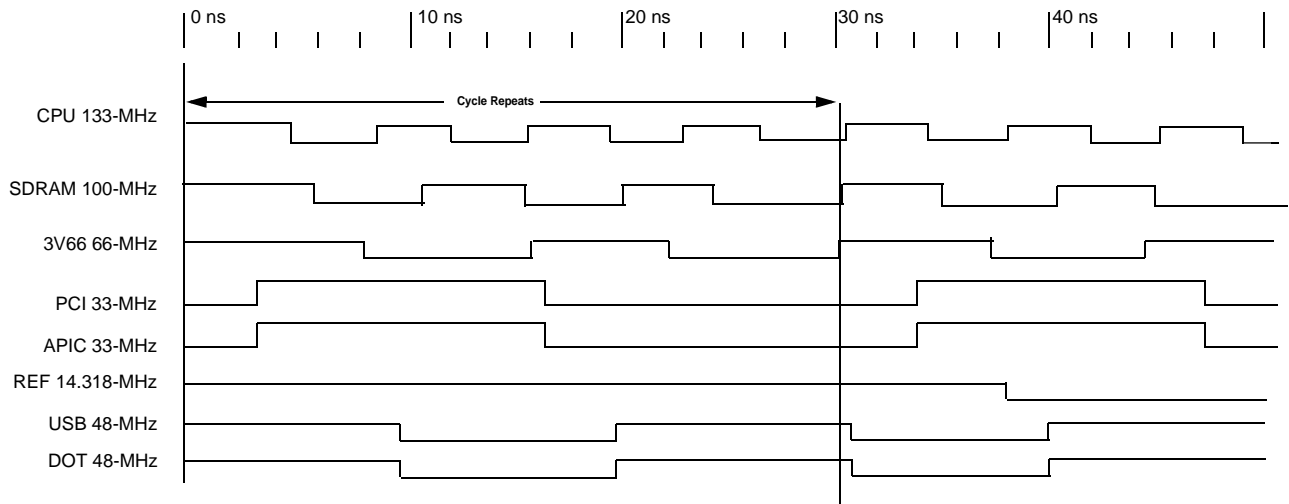 0 ns
10 ns
20 ns
30 ns
40 ns
Cycle Repeats
CPU 133-MHz
SDRAM 100-MHz
3V66 66-MHz
PCI 33-MHz
APIC 33-MHz
REF 14.318-MHz
USB 48-MHz
DOT 48-MHz